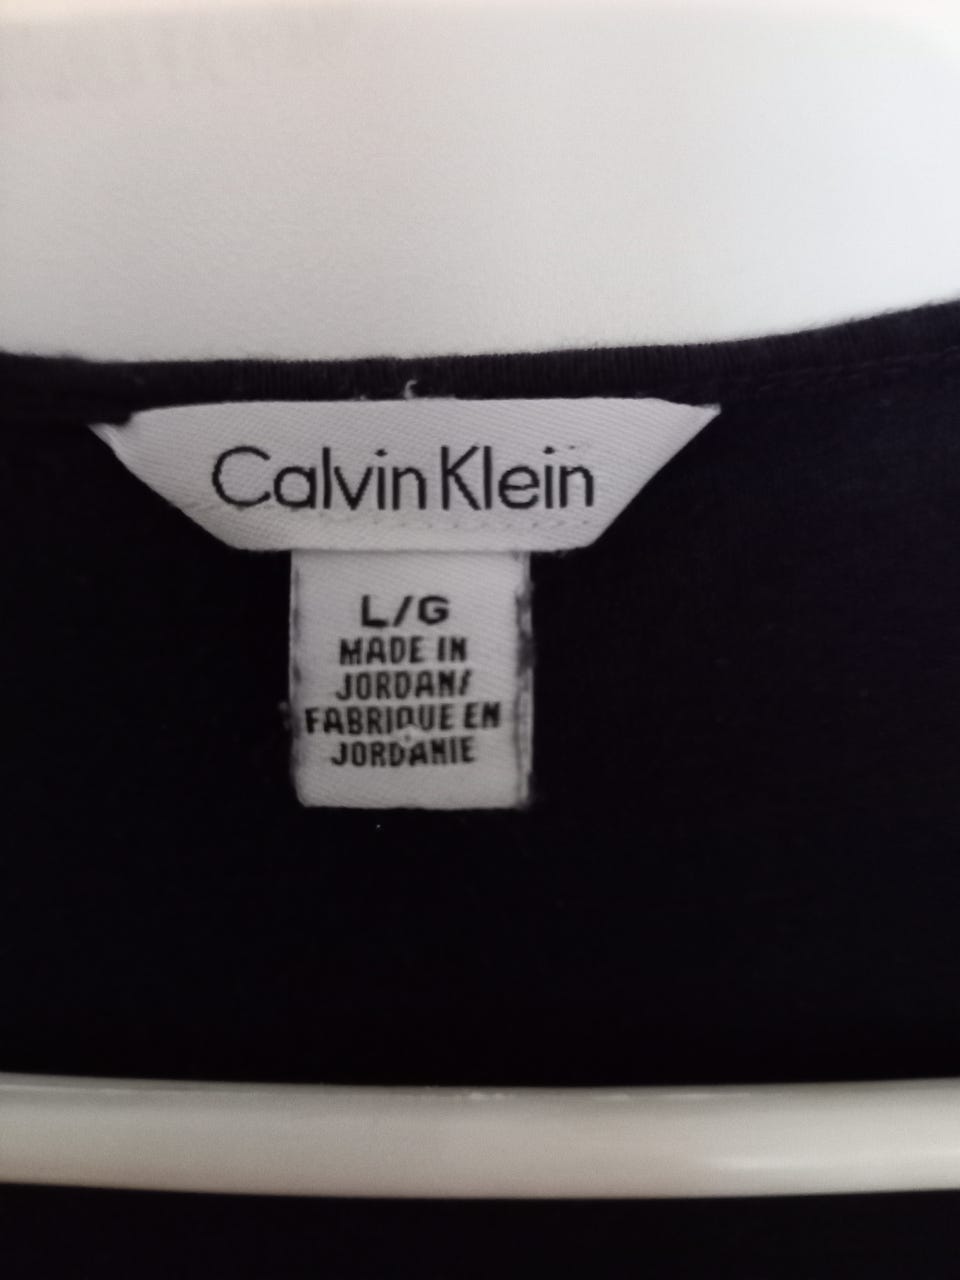 Calvin Klein
L/G
MADE IN
JORDAN/
FABRIQUE EN
JORDANIE